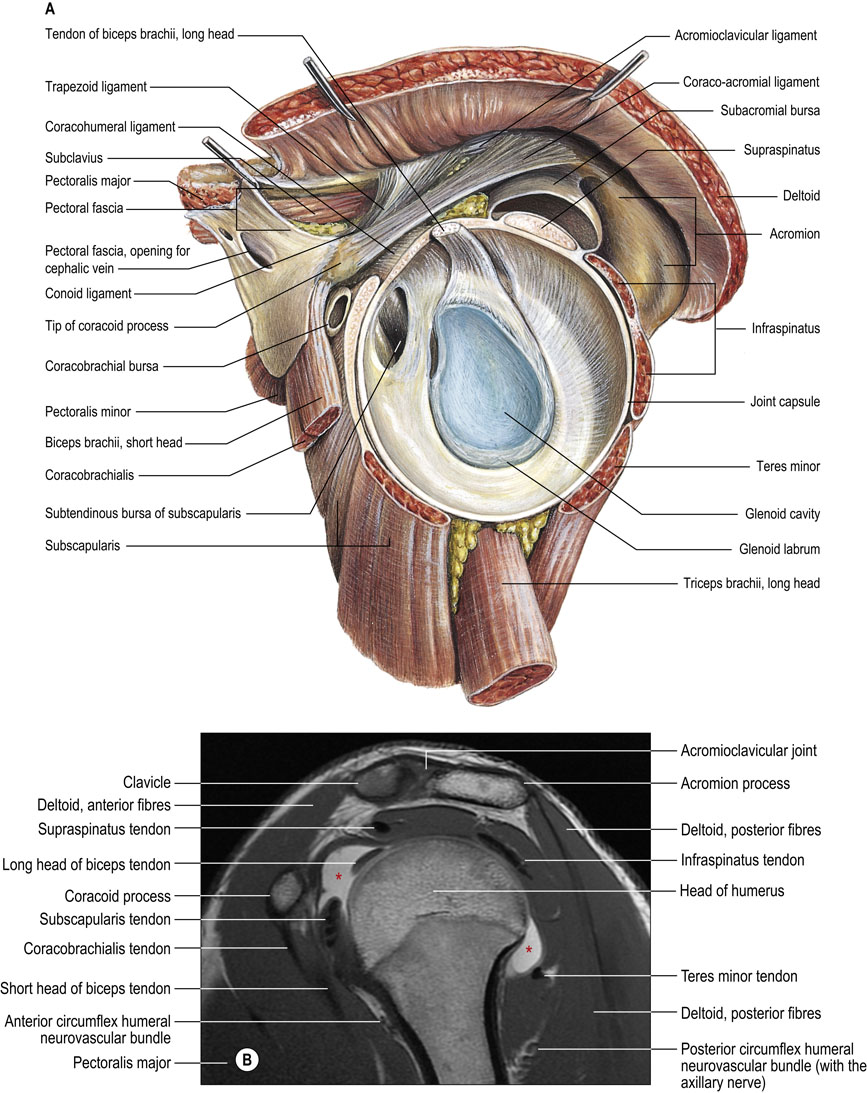 A
Tendon of biceps brachii, long head
Trapezoid ligament
Coracohumeral ligament
Subclavius
Pectoralis major
Pectoral fascia
Pectoral fascia, opening for
cephalic vein
Conoid ligament
Tip of coracoid process
Coracobrachial bursa
Pectoralis minor
Biceps brachii, short head
Coracobrachialis
Subtendinous bursa of subscapularis
Subscapularis
Acromioclavicular ligament
Coraco-acromial ligament
Subacromial bursa
Supraspinatus
Deltoid
Acromion
Infraspinatus
Joint capsule
Teres minor
Glenoid cavity
Glenoid labrum
Triceps brachii, long head
Clavicle
Deltoid, anterior fibres
Supraspinatus tendon
Long head of biceps tendon
Coracoid process
Subscapularis tendon
Coracobrachialis tendon
Short head of biceps tendon
Anterior circumflex humeral
neurovascular bundle
Pectoralis major
*
*
B
Acromioclavicular joint
Acromion process
Deltoid, posterior fibres
Infraspinatus tendon
Head of humerus
Teres minor tendon
Deltoid, posterior fibres
Posterior circumflex humeral
neurovascular bundle (with the
axillary nerve)